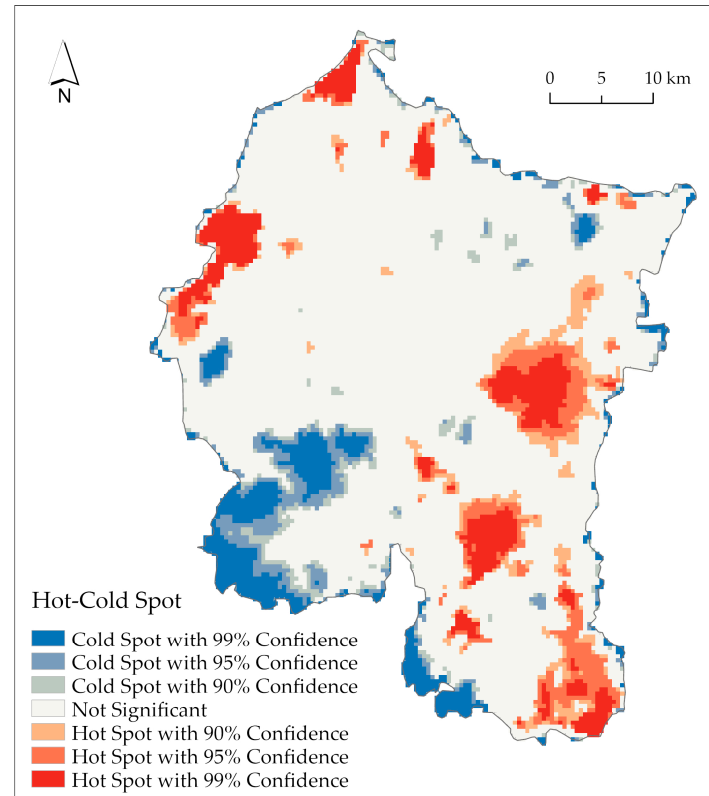 N
0 5 10 km
Hot-Cold Spot
Cold Spot with 99% Confidence
Cold Spot with 95% Confidence
Cold Spot with 90% Confidence
Not Significant
Hot Spot with 90% Confidence
Hot Spot with 95% Confidence
Hot Spot with 99% Confidence